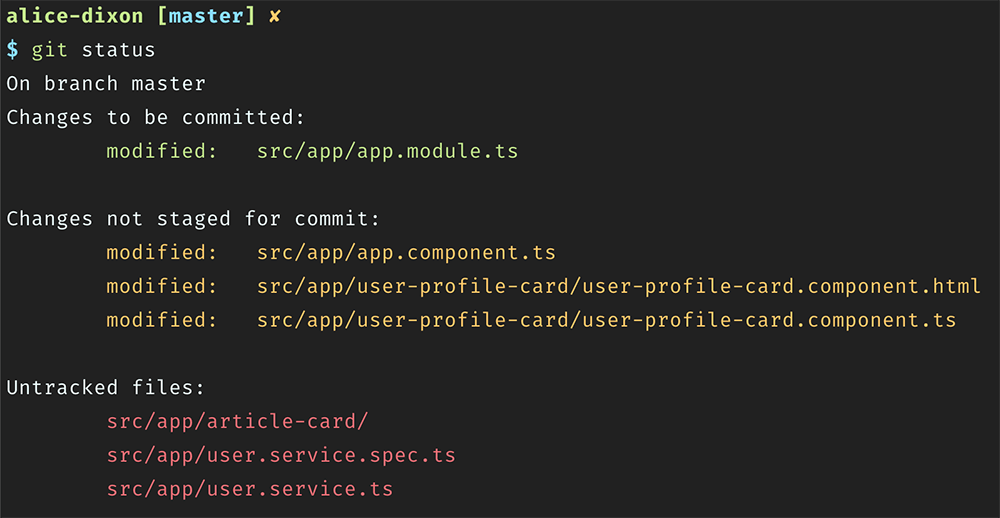 alice-dixon [master] ✘
$ git status
On branch master
Changes to be committed:
modified:   src/app/app.module.ts
Changes not staged for commit:
modified:   src/app/app.component.ts
modified:   src/app/user-profile-card/user-profile-card.component.html
modified:   src/app/user-profile-card/user-profile-card.component.ts
Untracked files:
src/app/article-card/
src/app/user.service.spec.ts
src/app/user.service.ts